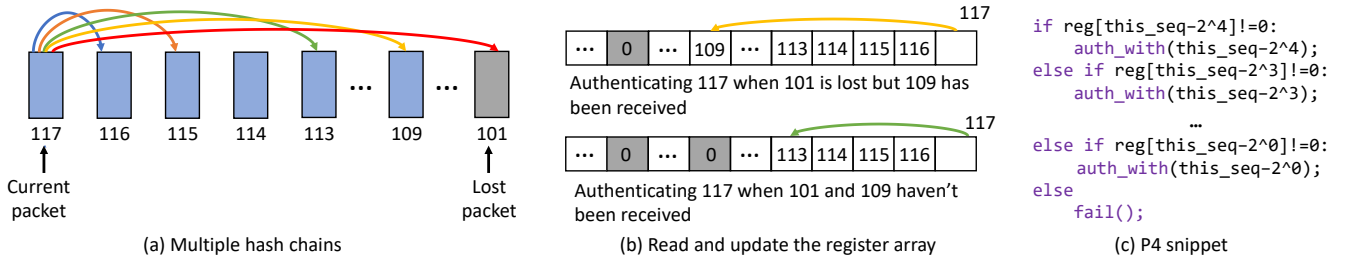 ... ...
117 116 115 114 113 109 101
Current
packet
Lost
packet
(a) Multiple hash chains
117
... 0 ... 109 ... 113 114 115 116
Authenticating 117 when 101 is lost but 109 has
been received
117
... 0 ... 0 ... 113 114 115 116
Authenticating 117 when 101 and 109 haven't
been received
(b) Read and update the register array
if reg[this_seq-2^4]!=0:
auth_with(this_seq-2^4);
else if reg[this_seq-2^3]!=0:
auth_with(this_seq-2^3);
...
else if reg[this_seq-2^0]!=0:
auth_with(this_seq-2^0);
else
fail();
(c) P4 snippet